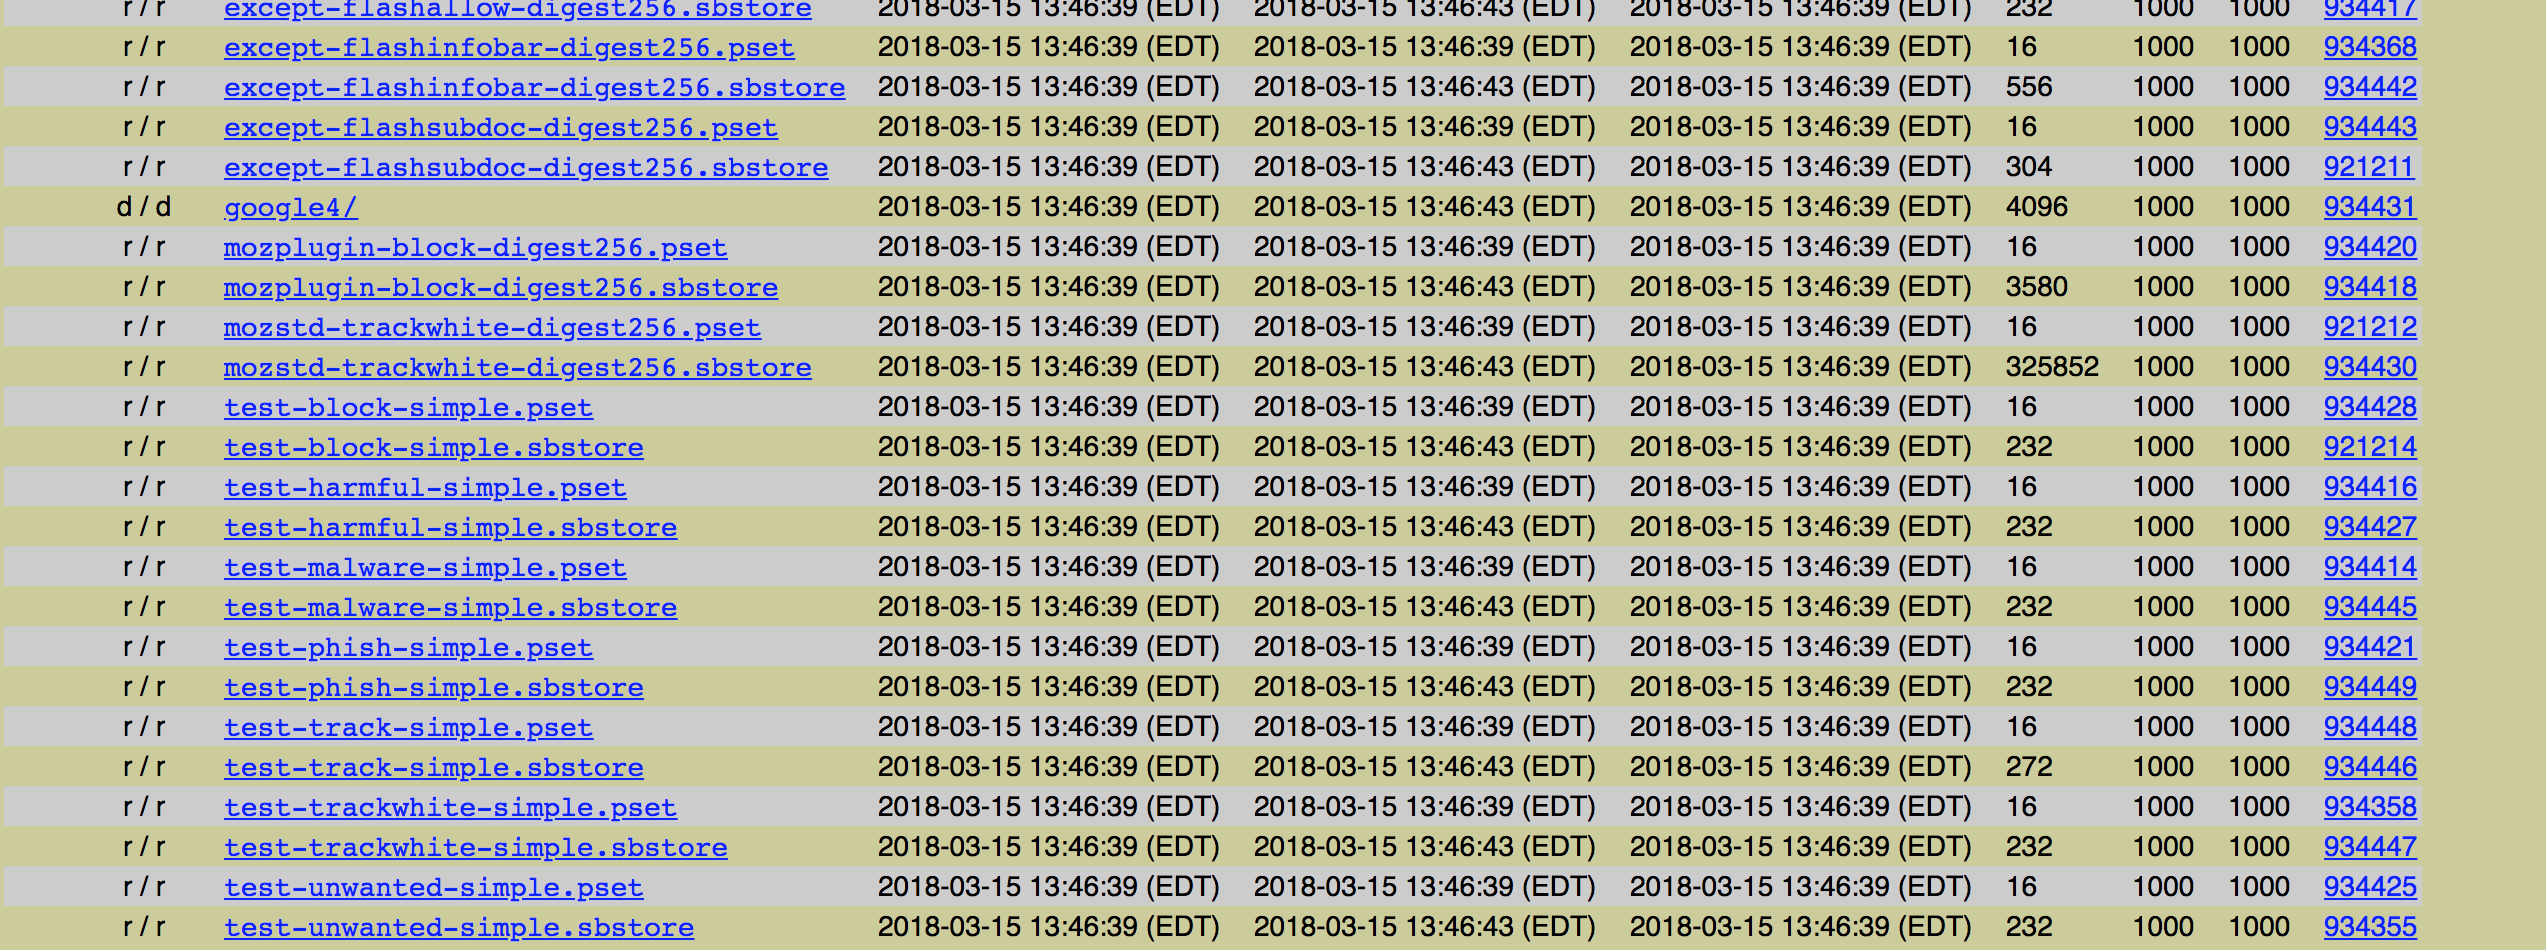 r / r except-flashallow-digest256.sbstore 2018-03-15 13:46:39 (EDT) 2018-03-15 13:46:43 (EDT) 2018-03-15 13:46:39 (EDT) 232 1000 1000 934417
r / r except-flashinfobar-digest256.pset 2018-03-15 13:46:39 (EDT) 2018-03-15 13:46:39 (EDT) 2018-03-15 13:46:39 (EDT) 16 1000 1000 934368
r / r except-flashinfobar-digest256.sbstore 2018-03-15 13:46:39 (EDT) 2018-03-15 13:46:43 (EDT) 2018-03-15 13:46:39 (EDT) 556 1000 1000 934442
r / r except-flashsubdoc-digest256.pset 2018-03-15 13:46:39 (EDT) 2018-03-15 13:46:39 (EDT) 2018-03-15 13:46:39 (EDT) 16 1000 1000 934443
r / r except-flashsubdoc-digest256.sbstore 2018-03-15 13:46:39 (EDT) 2018-03-15 13:46:43 (EDT) 2018-03-15 13:46:39 (EDT) 304 1000 1000 921211
d / d google4/ 2018-03-15 13:46:39 (EDT) 2018-03-15 13:46:43 (EDT) 2018-03-15 13:46:39 (EDT) 4096 1000 1000 934431
r / r mozplugin-block-digest256.pset 2018-03-15 13:46:39 (EDT) 2018-03-15 13:46:39 (EDT) 2018-03-15 13:46:39 (EDT) 16 1000 1000 934420
r / r mozplugin-block-digest256.sbstore 2018-03-15 13:46:39 (EDT) 2018-03-15 13:46:43 (EDT) 2018-03-15 13:46:39 (EDT) 3580 1000 1000 934418
r / r mozstd-trackwhite-digest256.pset 2018-03-15 13:46:39 (EDT) 2018-03-15 13:46:39 (EDT) 2018-03-15 13:46:39 (EDT) 16 1000 1000 921212
r / r mozstd-trackwhite-digest256.sbstore 2018-03-15 13:46:39 (EDT) 2018-03-15 13:46:43 (EDT) 2018-03-15 13:46:39 (EDT) 325852 1000 1000 934430
r / r test-block-simple.pset 2018-03-15 13:46:39 (EDT) 2018-03-15 13:46:39 (EDT) 2018-03-15 13:46:39 (EDT) 16 1000 1000 934428
r / r test-block-simple.sbstore 2018-03-15 13:46:39 (EDT) 2018-03-15 13:46:43 (EDT) 2018-03-15 13:46:39 (EDT) 232 1000 1000 921214
r / r test-harmful-simple.pset 2018-03-15 13:46:39 (EDT) 2018-03-15 13:46:39 (EDT) 2018-03-15 13:46:39 (EDT) 16 1000 1000 934416
r / r test-harmful-simple.sbstore 2018-03-15 13:46:39 (EDT) 2018-03-15 13:46:43 (EDT) 2018-03-15 13:46:39 (EDT) 232 1000 1000 934427
r / r test-malware-simple.pset 2018-03-15 13:46:39 (EDT) 2018-03-15 13:46:39 (EDT) 2018-03-15 13:46:39 (EDT) 16 1000 1000 934414
r / r test-malware-simple.sbstore 2018-03-15 13:46:39 (EDT) 2018-03-15 13:46:43 (EDT) 2018-03-15 13:46:39 (EDT) 232 1000 1000 934445
r / r test-phish-simple.pset 2018-03-15 13:46:39 (EDT) 2018-03-15 13:46:39 (EDT) 2018-03-15 13:46:39 (EDT) 16 1000 1000 934421
r / r test-phish-simple.sbstore 2018-03-15 13:46:39 (EDT) 2018-03-15 13:46:43 (EDT) 2018-03-15 13:46:39 (EDT) 232 1000 1000 934449
r / r test-track-simple.pset 2018-03-15 13:46:39 (EDT) 2018-03-15 13:46:39 (EDT) 2018-03-15 13:46:39 (EDT) 16 1000 1000 934448
r / r test-track-simple.sbstore 2018-03-15 13:46:39 (EDT) 2018-03-15 13:46:43 (EDT) 2018-03-15 13:46:39 (EDT) 272 1000 1000 934446
r / r test-trackwhite-simple.pset 2018-03-15 13:46:39 (EDT) 2018-03-15 13:46:39 (EDT) 2018-03-15 13:46:39 (EDT) 16 1000 1000 934358
r / r test-trackwhite-simple.sbstore 2018-03-15 13:46:39 (EDT) 2018-03-15 13:46:43 (EDT) 2018-03-15 13:46:39 (EDT) 232 1000 1000 934447
r / r test-unwanted-simple.pset 2018-03-15 13:46:39 (EDT) 2018-03-15 13:46:39 (EDT) 2018-03-15 13:46:39 (EDT) 16 1000 1000 934425
r / r test-unwanted-simple.sbstore 2018-03-15 13:46:39 (EDT) 2018-03-15 13:46:43 (EDT) 2018-03-15 13:46:39 (EDT) 232 1000 1000 934355